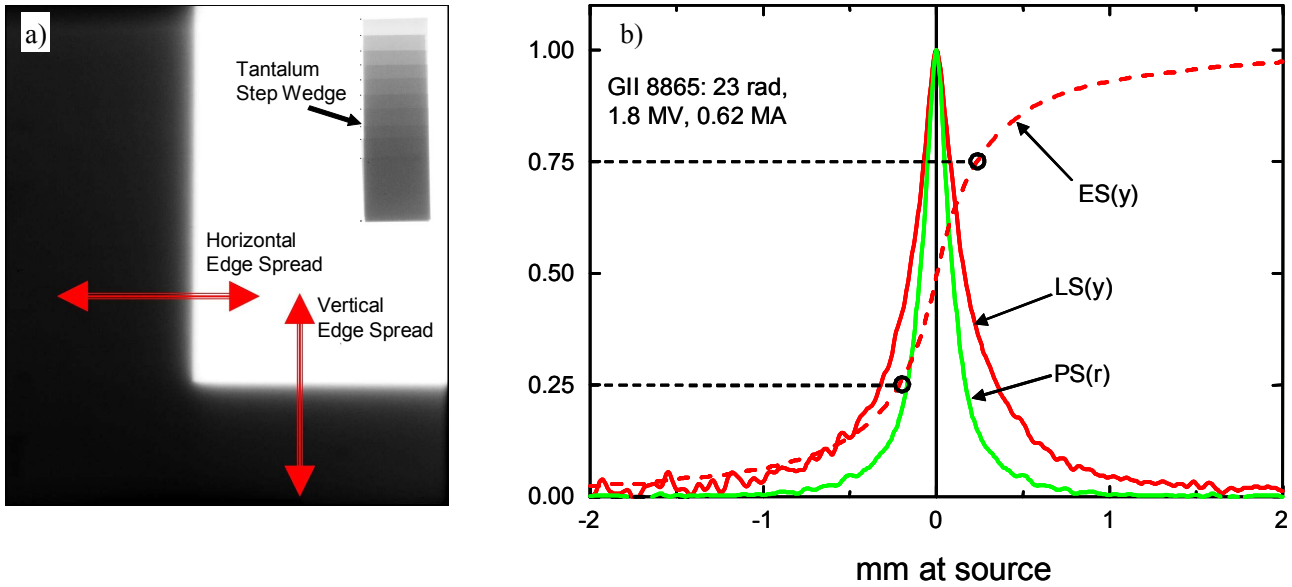 a)
Tantalum
Step Wedge
Horizontal
Edge Spread
Vertical
Edge Spread
b)
GII 8865: 23 rad,
1.8 MV, 0.62 MA
1.00
0.75
0.50
0.25
0.00
ES(y)
LS(y)
PS(r)
-2
-1
0
1
2
mm at source